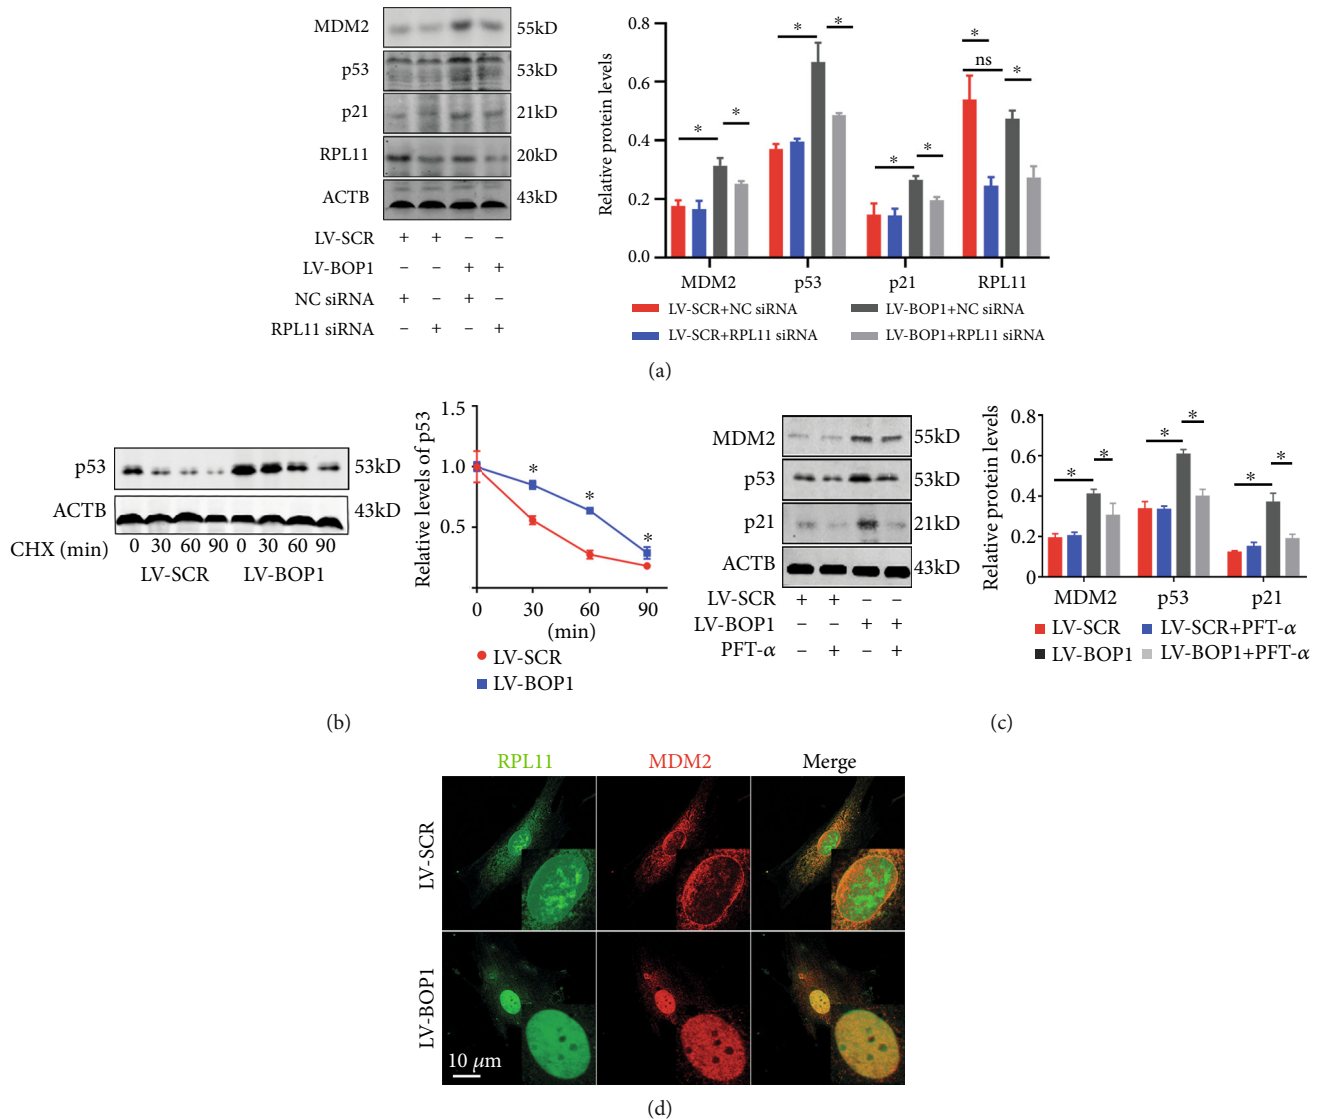 MDM2 55kD
p53 53kD
p21 21kD
RPL11 20kD
ACTB 43kD
LV-SCR + + – –
LV-BOP1 – – + +
NC siRNA + – + –
RPL11 siRNA – + – +
Relative protein levels
0.8
0.6
0.4
0.2
0.0
* * * * * * * ns *
MDM2 p53 p21 RPL11
LV-SCR+NC siRNA LV-BOP1+NC siRNA
LV-SCR+RPL11 siRNA LV-BOP1+RPL11 siRNA
(a)
p53 53kD
ACTB 43kD
CHX (min) 0 30 60 90 0 30 60 90
LV-SCR LV-BOP1
Relative levels of p53
1.5
1.0
0.5
* * *
0 30 60 90
(min)
LV-SCR
LV-BOP1
(b)
MDM2 55kD
p53 53kD
p21 21kD
ACTB 43kD
LV-SCR + + – –
LV-BOP1 – – + +
PFT-α – + – +
Relative protein levels
0.8
0.6
0.4
0.2
0
* * * * * *
MDM2 p53 p21
LV-SCR LV-SCR+PFT-α
LV-BOP1 LV-BOP1+PFT-α
(c)
RPL11 MDM2 Merge
LV-SCR
LV-BOP1
10 μm
(d)